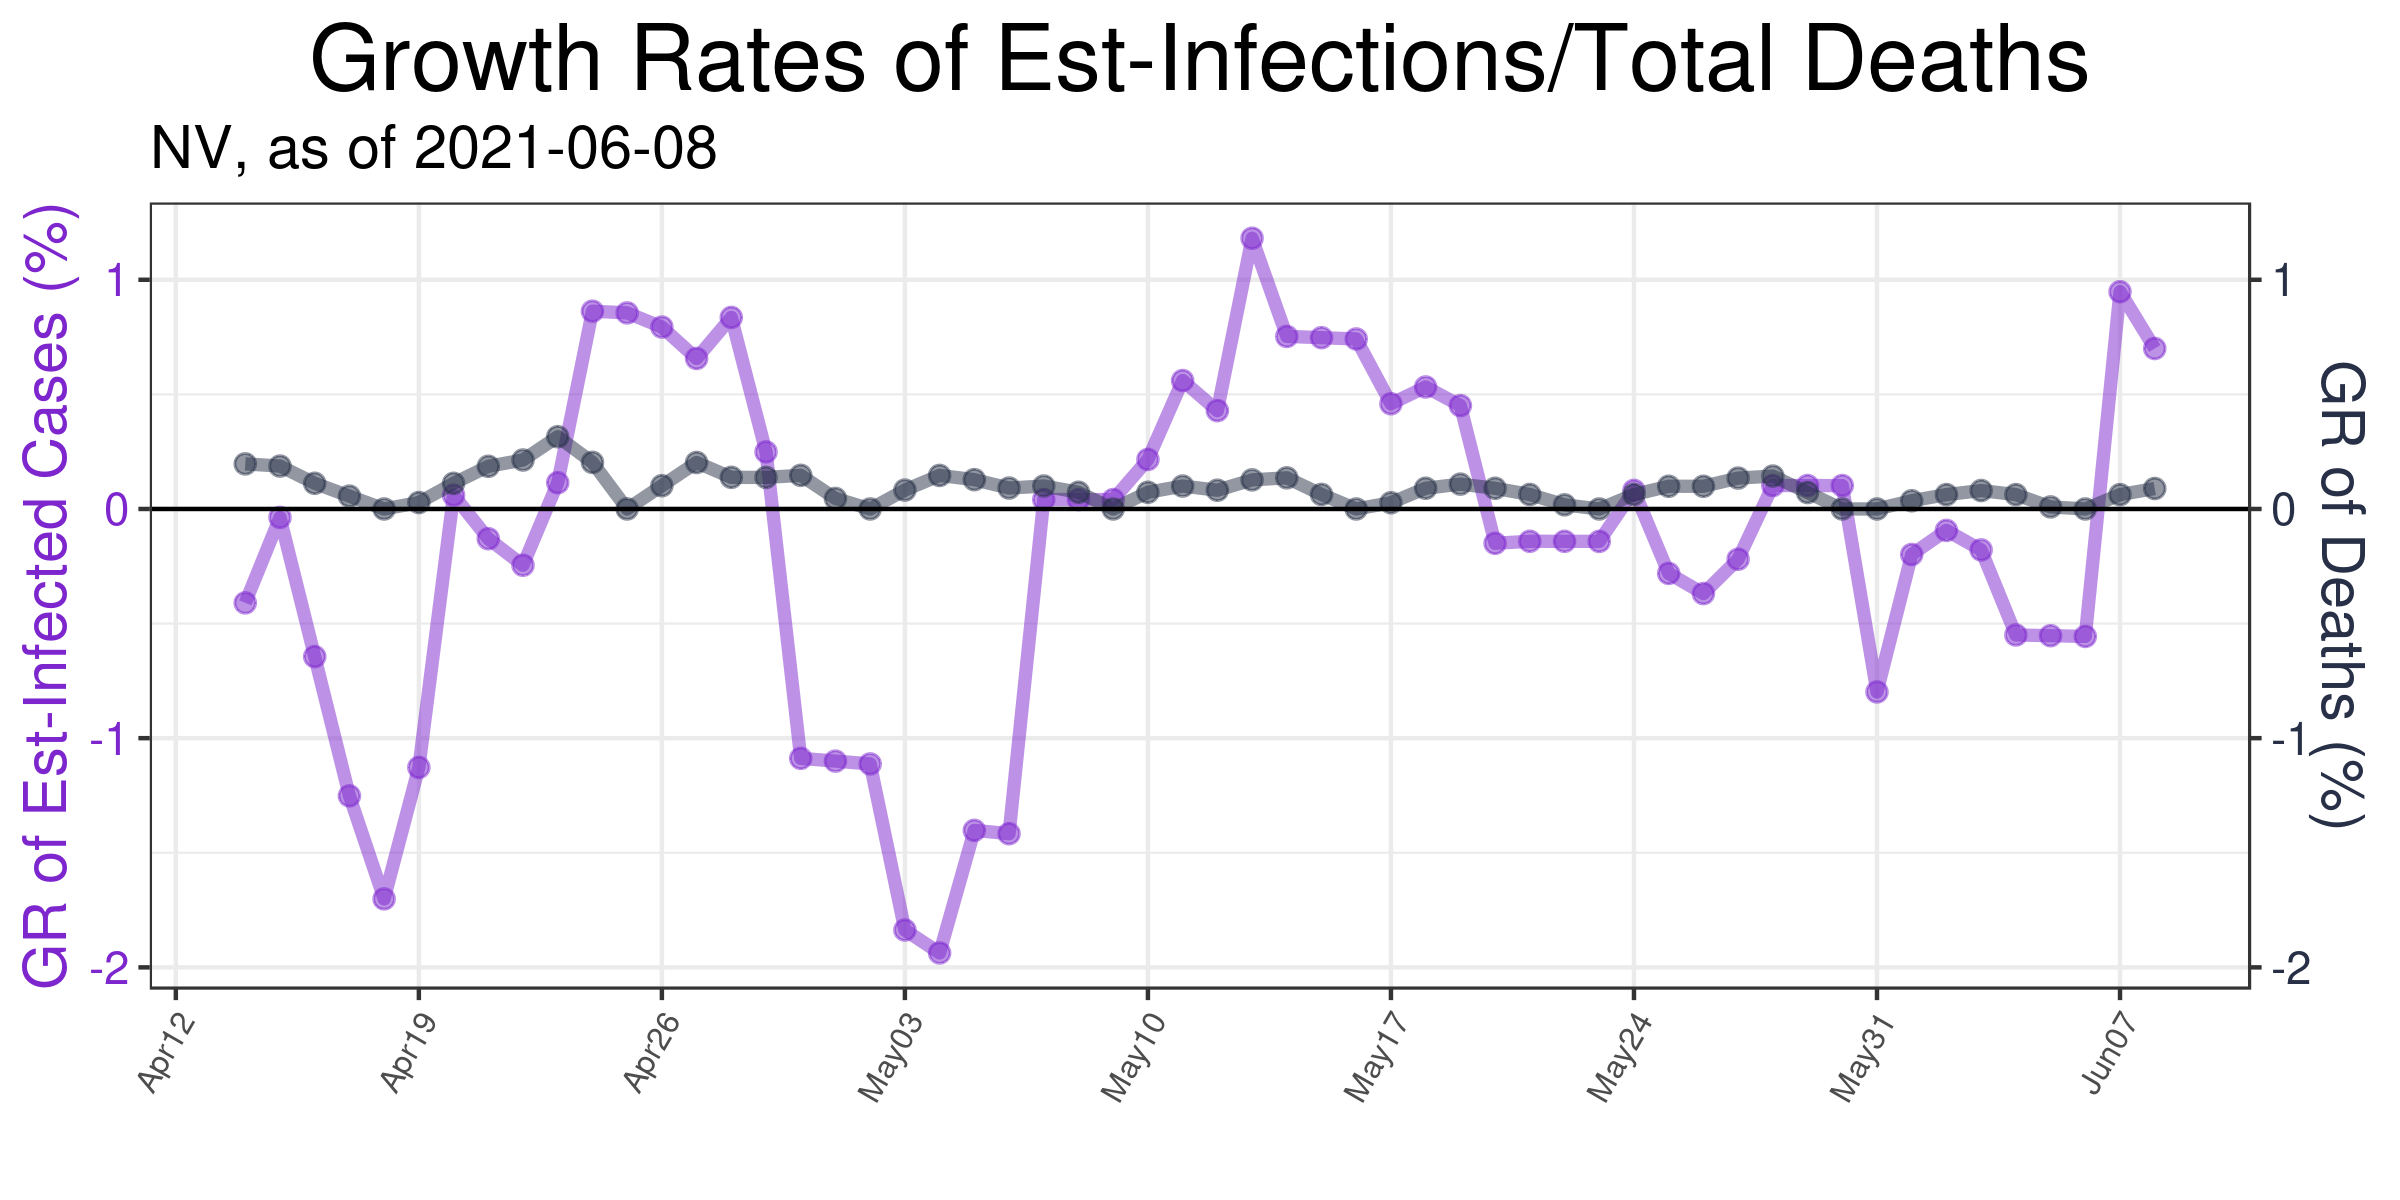 Growth Rates of Est-Infections/Total Deaths
NV, as of 2021-06-08
GR of Est-Infected Cases (%)
1
0
-1
-2
1
0
-1
-2
GR of Deaths (%)
Apr12
Apr19
Apr26
May03
May10
May17
May24
May31
Jun07